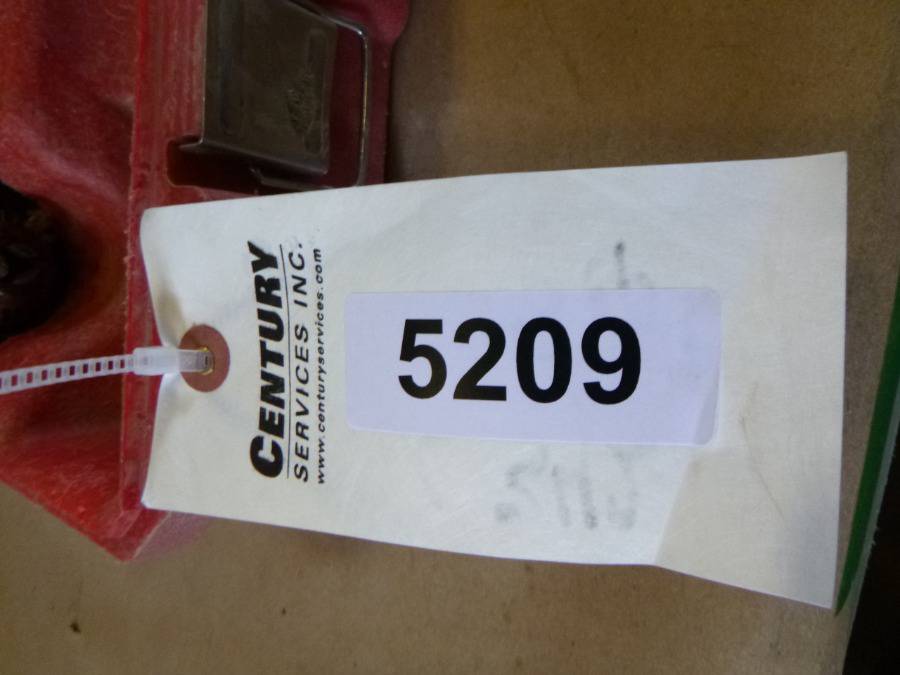 CENTURY
SERVICES INC.
www.centuryservices.com
5209